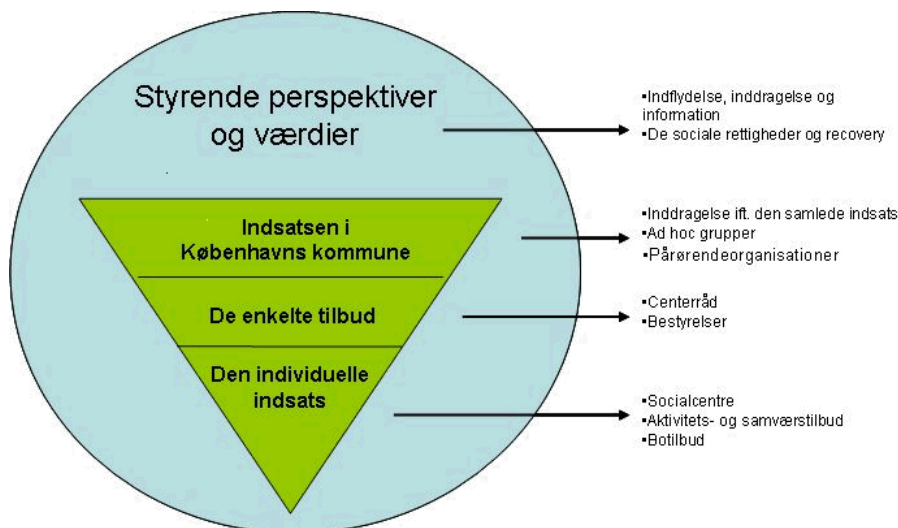 Styrende perspektiver
og værdier
▪Indflydelse, inddragelse og
information
▪De sociale rettigheder og recovery
Indsatsen i
Københavns kommune
▪Inddragelse ift. den samlede indsats
▪Ad hoc grupper
▪Pårørendeorganisationer
De enkelte tilbud
▪Centerråd
▪Bestyrelser
Den individuelle
indsats
▪Socialcentre
▪Aktivitets- og samværstilbud
▪Botilbud